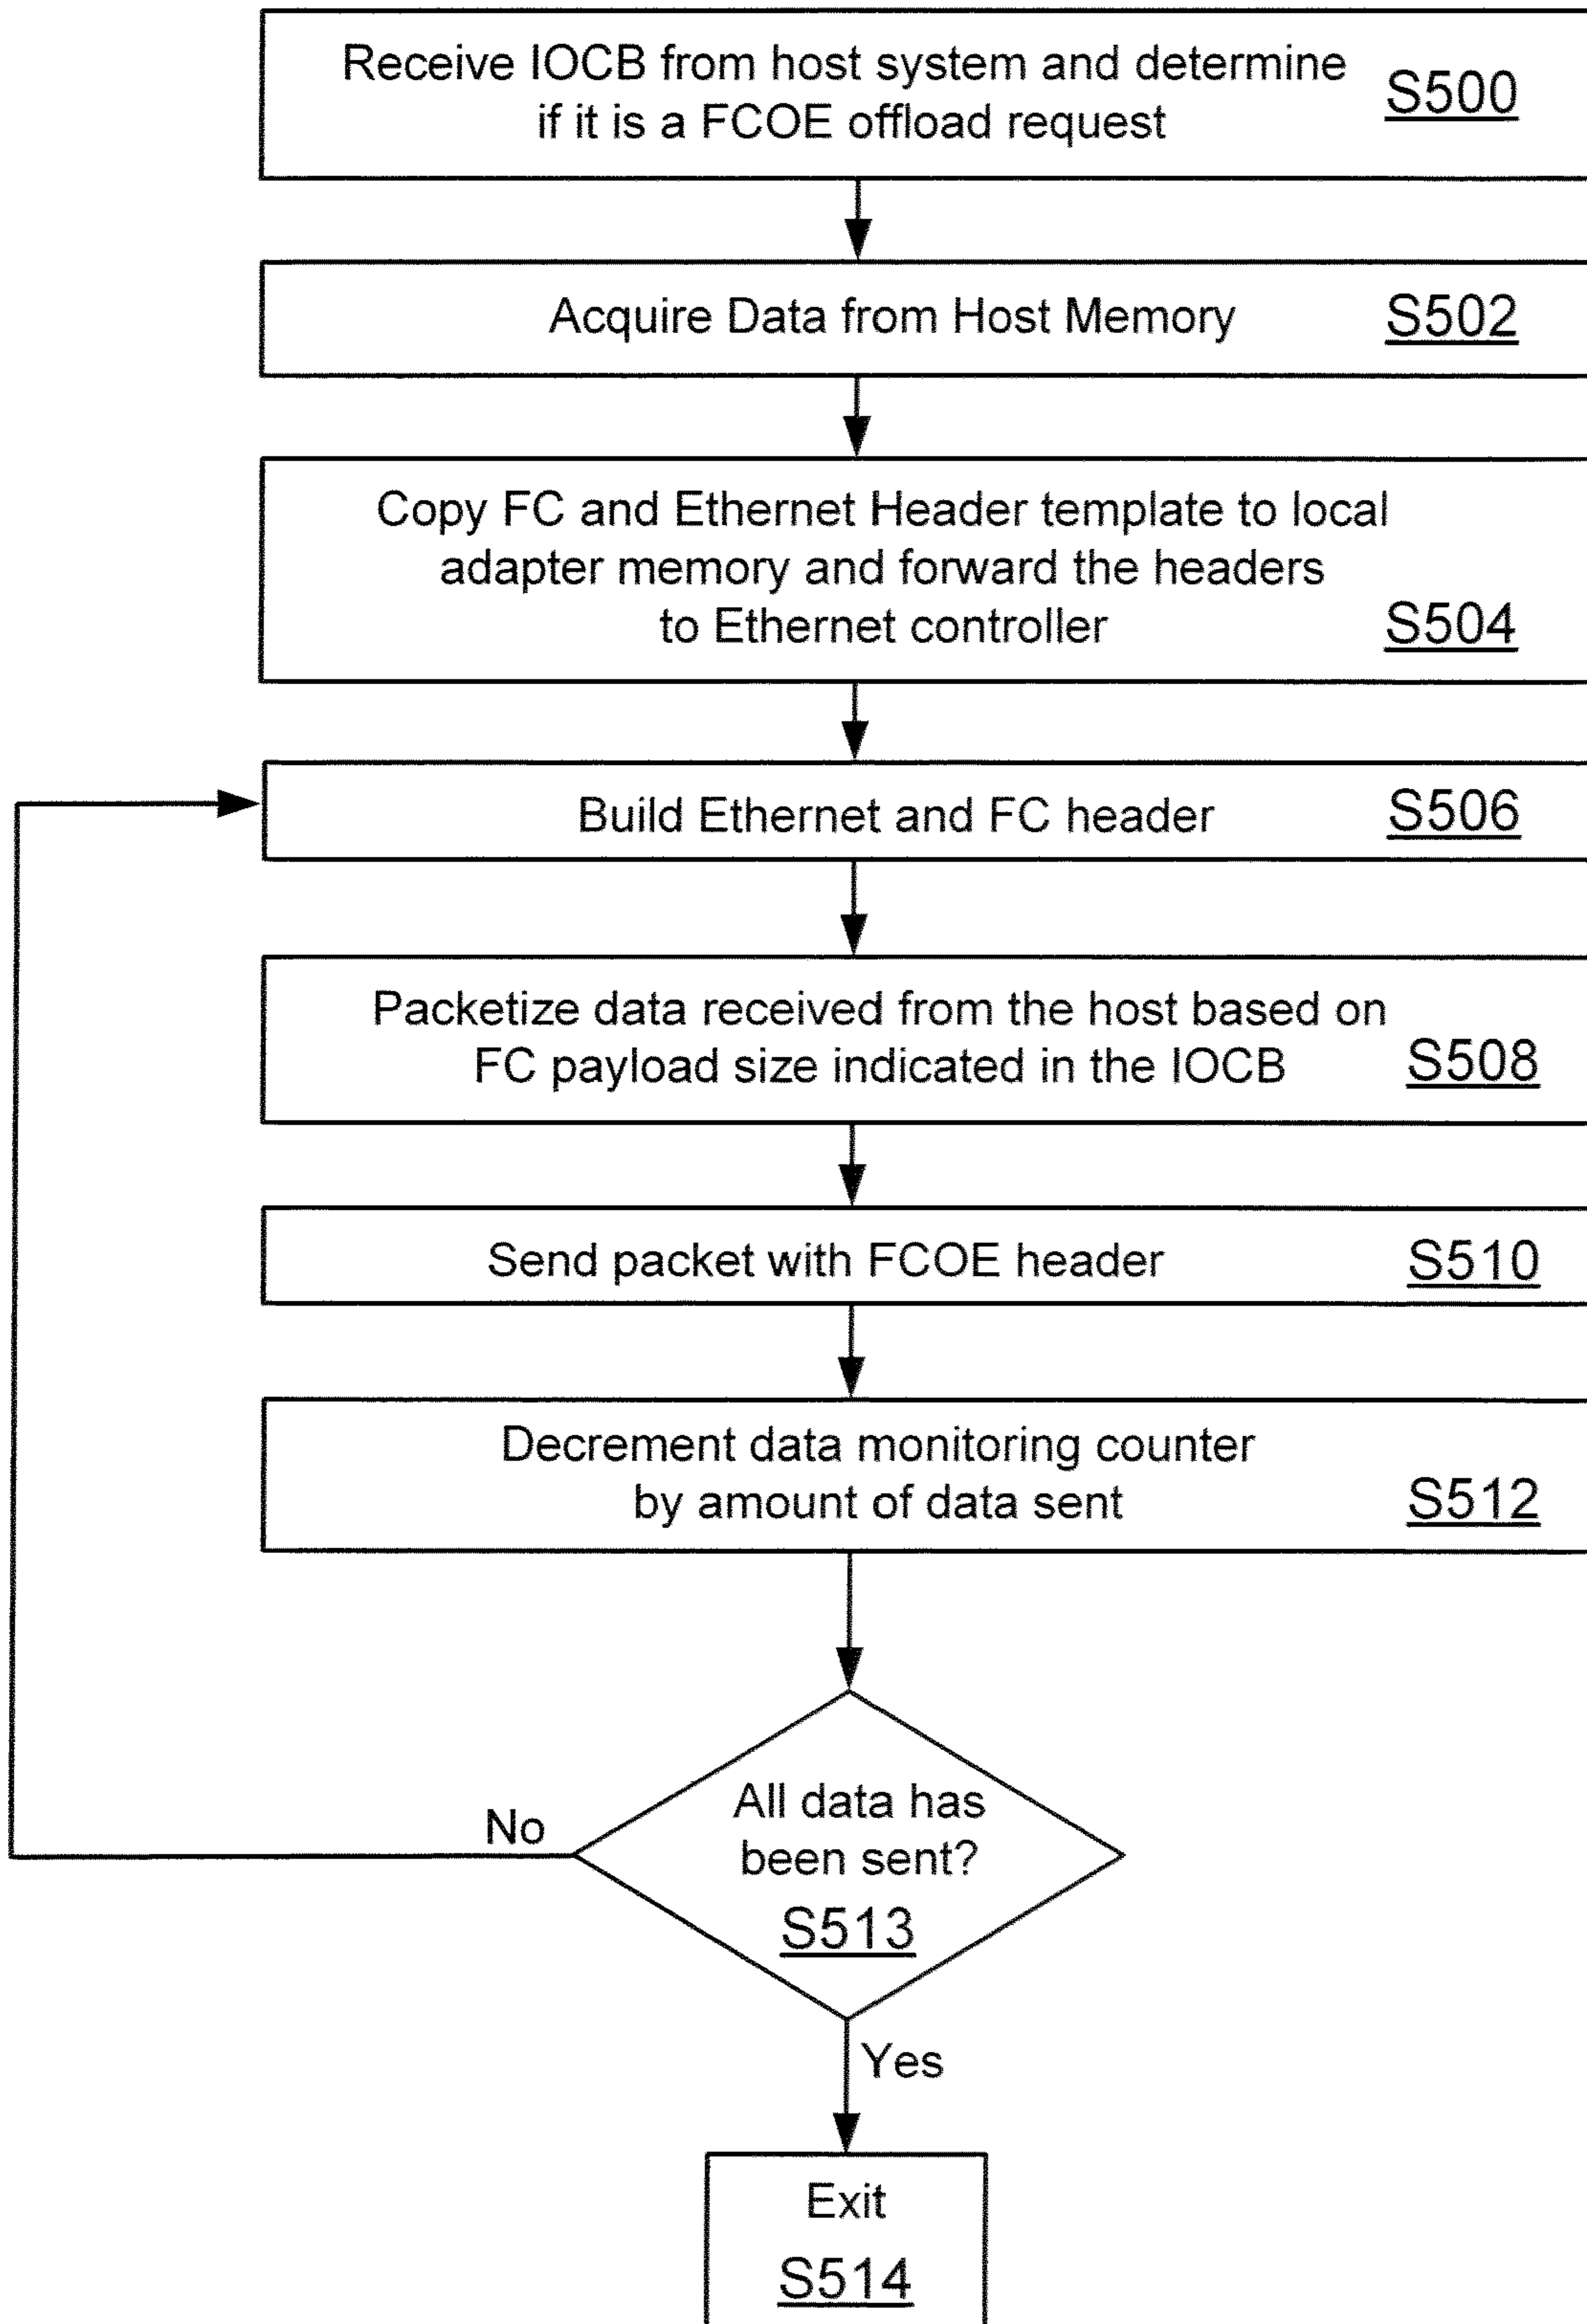 Receive IOCB from host system and determine
if it is a FCOE offload request
S500
Acquire Data from Host Memory
S502
Copy FC and Ethernet Header template to local
adapter memory and forward the headers
to Ethernet controller
S504
Build Ethernet and FC header
S506
Packetize data received from the host based on
FC payload size indicated in the IOCB
S508
Send packet with FCOE header
S510
Decrement data monitoring counter
by amount of data sent
S512
All data has
been sent?
S513
No
Yes
Exit
S514